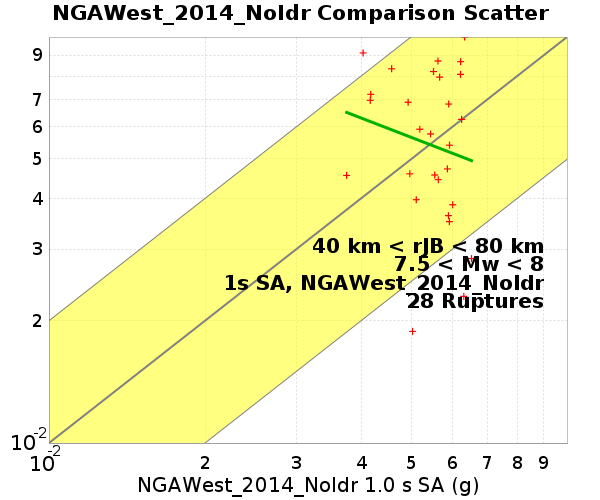 NGAWest_2014_NoIdr Comparison Scatter
9
7
6
5
4
3
2
10-2
40 km < rJB < 80 km
7.5 < Mw < 8
1s SA, NGAWest_2014_NoIdr
28 Ruptures
10-2 2 3 4 5 6 7 8 9
NGAWest_2014_NoIdr 1.0 s SA (g)